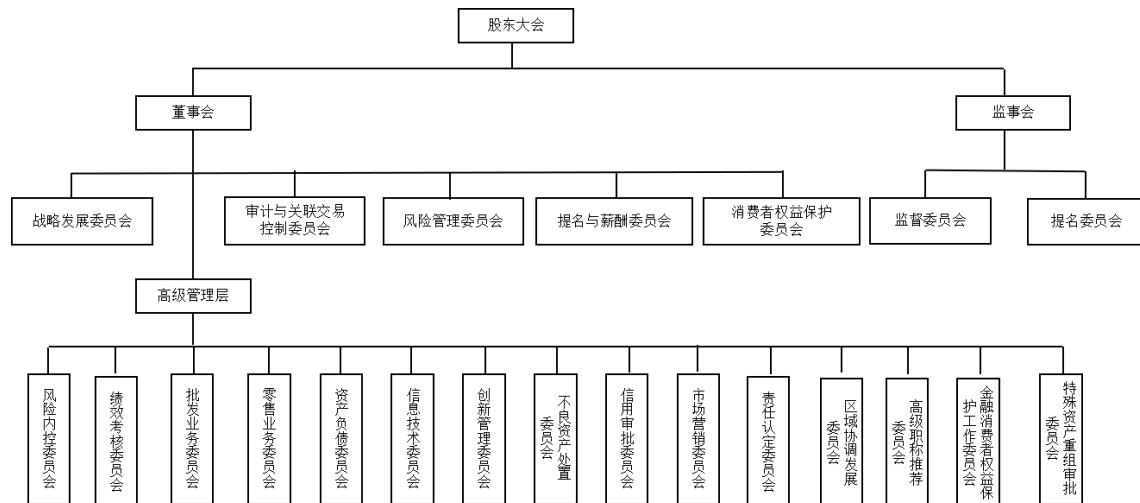 股东大会
董事会
监事会
战略发展委员会
审计与关联交易
控制委员会
风险管理委员会
提名与薪酬委员会
消费者权益保护
委员会
监督委员会
提名委员会
高级管理层
风险内控委员会
绩效考核委员会
批发业务委员会
零售业务委员会
资产负债委员会
信息技术委员会
创新管理委员会
不良资产处置
委员会
信用审批委员会
市场营销委员会
责任认定委员会
区域协调发展
委员会
高级职称推荐
委员会
金融消费者权益保
护工作委员会
特殊资产重组审批
委员会